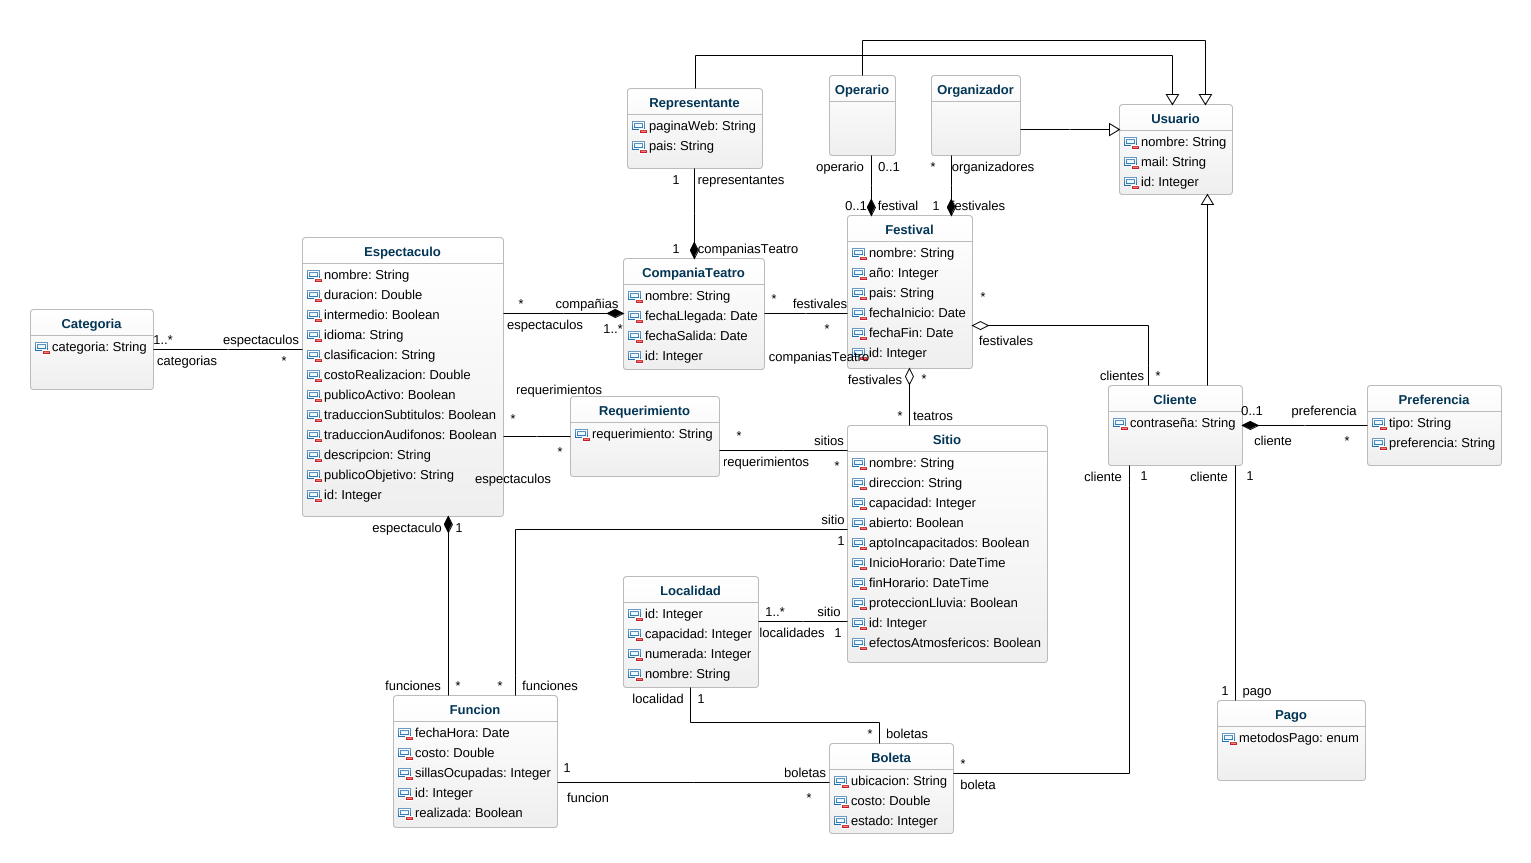 Representante
paginaWeb: String
pais: String
Operario
Organizador
Usuario
nombre: String
mail: String
id: Integer
operario 0..1
* organizadores
1 representantes
0..1 festival
1 festivales
1 companiasTeatro
Festival
nombre: String
año: Integer
pais: String
fechaInicio: Date
fechaFin: Date
id: Integer
Espectaculo
nombre: String
duracion: Double
intermedio: Boolean
idioma: String
clasificacion: String
costoRealizacion: Double
publicoActivo: Boolean
traduccionSubtitulos: Boolean
traduccionAudifonos: Boolean
descripcion: String
publicoObjetivo: String
id: Integer
CompaniaTeatro
nombre: String
fechaLlegada: Date
fechaSalida: Date
id: Integer
* compañias
espectaculos 1..*
* festivales
*
companiasTeatro
*
festivales
clientes *
Categoria
categoria: String
1..* espectaculos
categorias *
festivales *
* teatros
requerimientos
*
*
espectaculos
Requerimiento
requerimiento: String
* sitios
requerimientos *
Sitio
nombre: String
direccion: String
capacidad: Integer
abierto: Boolean
aptoIncapacitados: Boolean
InicioHorario: DateTime
finHorario: DateTime
proteccionLluvia: Boolean
id: Integer
efectosAtmosfericos: Boolean
Cliente
contraseña: String
0..1 preferencia
cliente *
Preferencia
tipo: String
preferencia: String
cliente 1
cliente 1
espectaculo 1
sitio
1
Localidad
id: Integer
capacidad: Integer
numerada: Integer
nombre: String
1..* sitio
localidades 1
funciones *
* funciones
localidad 1
1 pago
Funcion
fechaHora: Date
costo: Double
sillasOcupadas: Integer
id: Integer
realizada: Boolean
Pago
metodosPago: enum
* boletas
1 boletas
funcion *
Boleta
ubicacion: String
costo: Double
estado: Integer
*
boleta